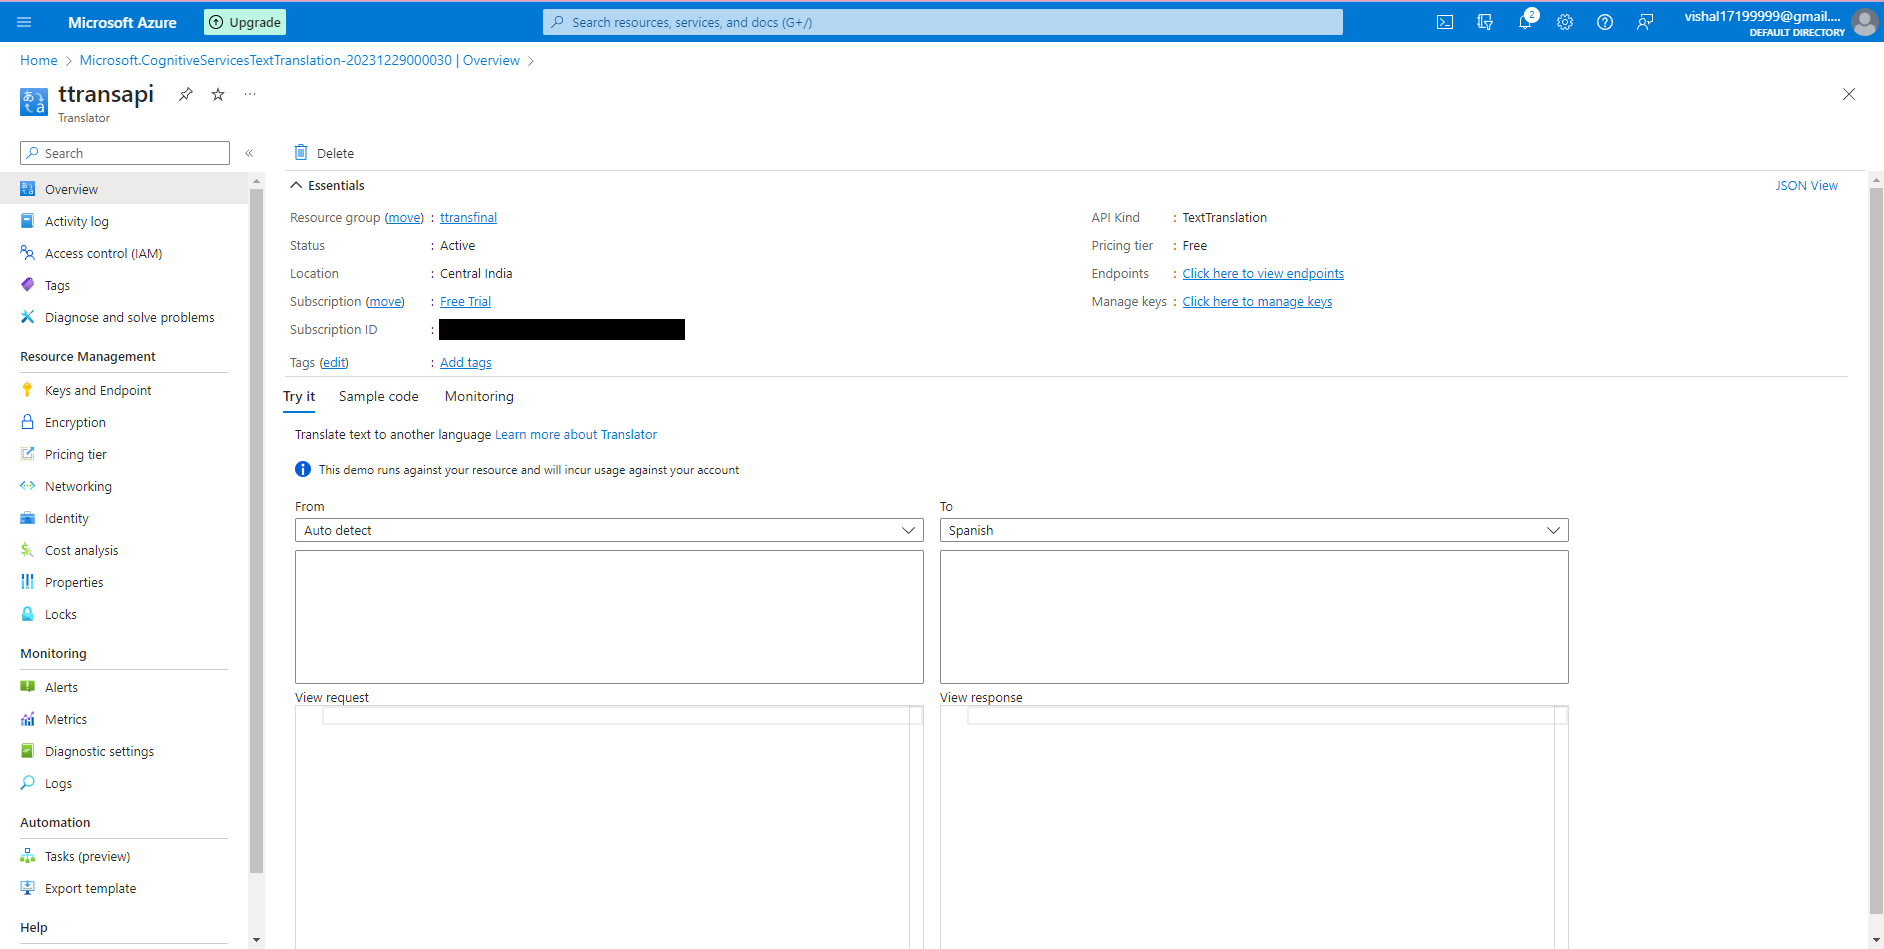 Microsoft Azure
Upgrade
Search resources, services, and docs (G+/)
2
vishal17199999@gmail....
DEFAULT DIRECTORY
Home > Microsoft.CognitiveServicesTextTranslation-20231229000030 | Overview >
ttransapi
...
Translator
Search
«
Delete
Overview
Activity log
Access control (IAM)
Tags
Diagnose and solve problems
Resource Management
Keys and Endpoint
Encryption
Pricing tier
Networking
Identity
Cost analysis
Properties
Locks
Monitoring
Alerts
Metrics
Diagnostic settings
Logs
Automation
Tasks (preview)
Export template
Help
Essentials
JSON View
Resource group (move) : ttransfinal
Status : Active
Location : Central India
Subscription (move) : Free Trial
Subscription ID :
Tags (edit) : Add tags
API Kind : TextTranslation
Pricing tier : Free
Endpoints : Click here to view endpoints
Manage keys : Click here to manage keys
Try it Sample code Monitoring
Translate text to another language Learn more about Translator
This demo runs against your resource and will incur usage against your account
From
Auto detect
To
Spanish
View request
View response